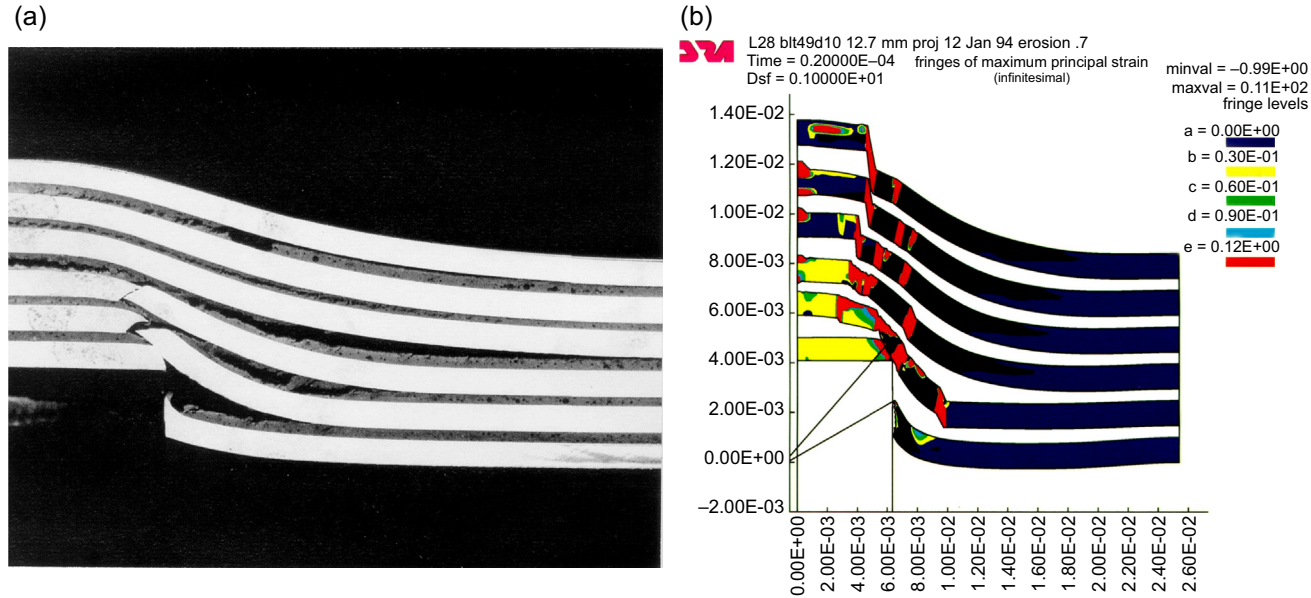 (a)
(b)
SRA
L28 blt49d10 12.7 mm proj 12 Jan 94 erosion .7
Time = 0.20000E–04 fringes of maximum principal strain
(infinitesimal)
Dsf = 0.10000E+01
minval = –0.99E+00
maxval = 0.11E+02
fringe levels
a = 0.00E+00
b = 0.30E-01
c = 0.60E-01
d = 0.90E-01
e = 0.12E+00
1.40E-02
1.20E-02
1.00E-02
8.00E-03
6.00E-03
4.00E-03
2.00E-03
0.00E+00
–2.00E-03
0.00E+00
2.00E-03
4.00E-03
6.00E-03
8.00E-03
1.00E-02
1.20E-02
1.40E-02
1.60E-02
1.80E-02
2.00E-02
2.20E-02
2.40E-02
2.60E-02